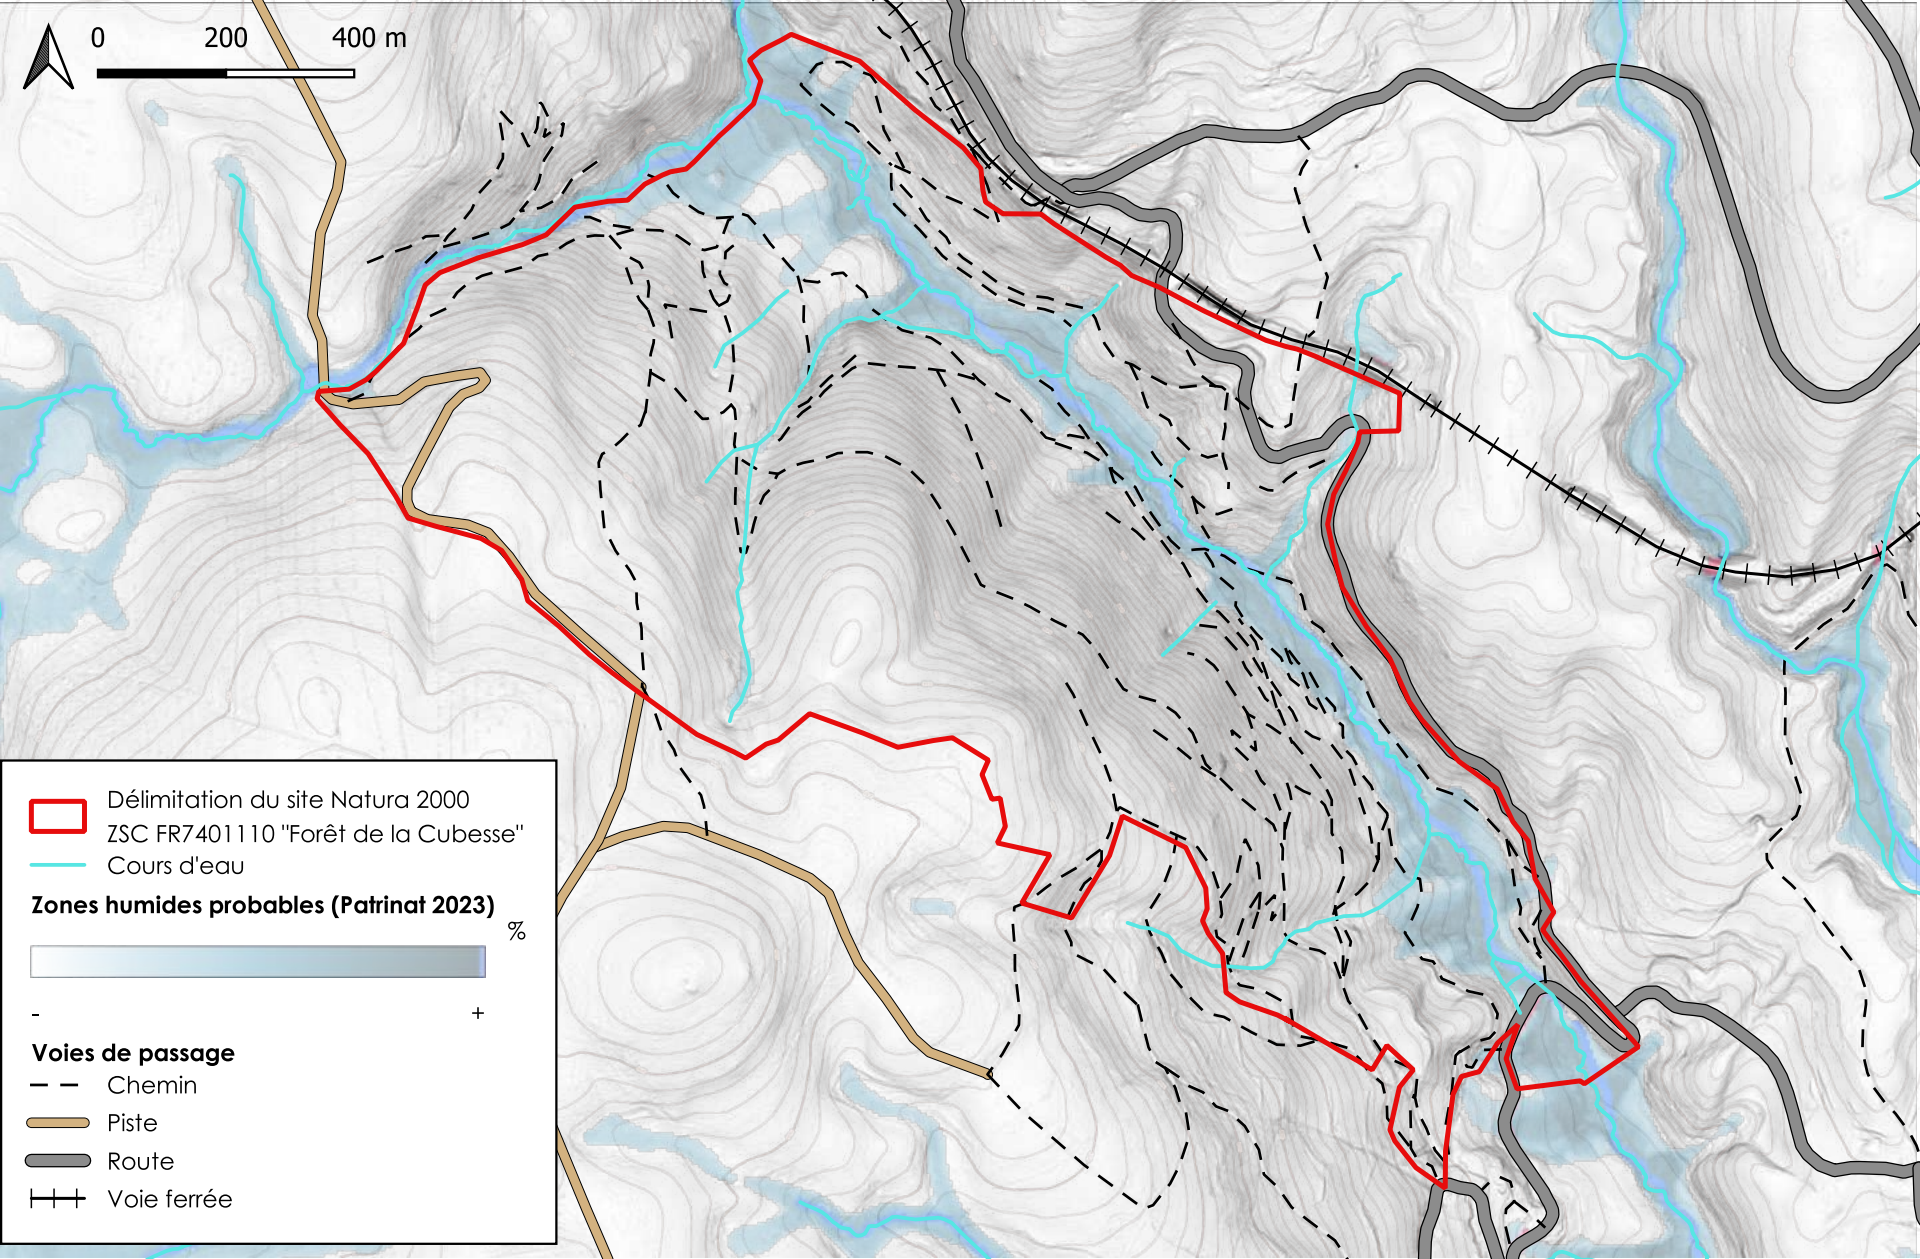 0 200 400 m
Délimitation du site Natura 2000
ZSC FR7401110 "Forêt de la Cubesse"
Cours d'eau
Zones humides probables (Patrinat 2023)
%
- +
Voies de passage
Chemin
Piste
Route
Voie ferrée